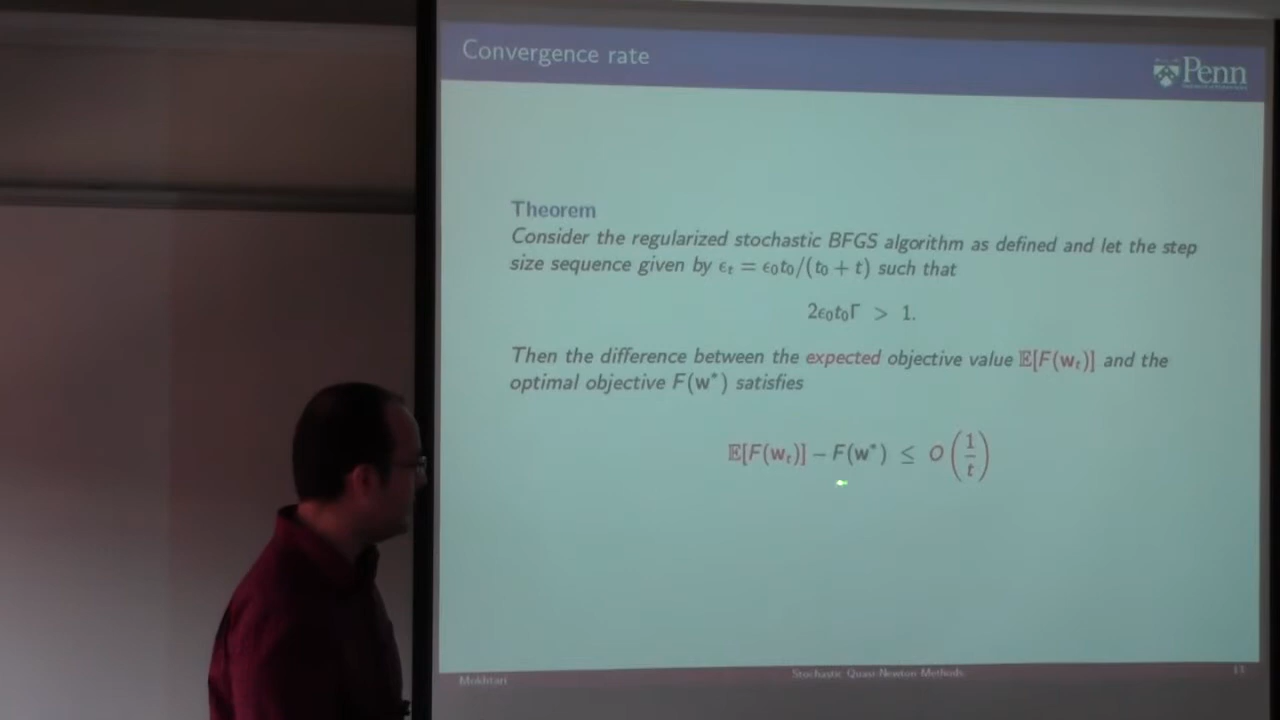 Convergence rate
Penn
Theorem
Consider the regularized stochastic BFGS algorithm as defined and let the step
size sequence given by ϵₜ = ϵ₀t₀/(t₀ + t) such that
2ϵ₀t₀Γ > 1.
Then the difference between the expected objective value 𝔼[F(wₜ)] and the
optimal objective F(w*) satisfies
𝔼[F(wₜ)] − F(w*) ≤ O(1/t)
Mokhtari
Stochastic Quasi-Newton Methods
13